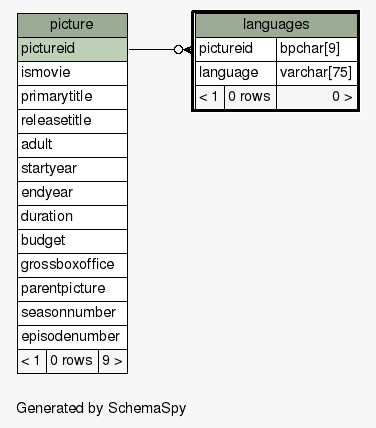 picture
pictureid
ismovie
primarytitle
releasetitle
adult
startyear
endyear
duration
budget
grossboxoffice
parentpicture
seasonnumber
episodenumber
< 1 0 rows 9 >
languages
pictureid bpchar[9]
language varchar[75]
< 1 0 rows 0 >
Generated by SchemaSpy